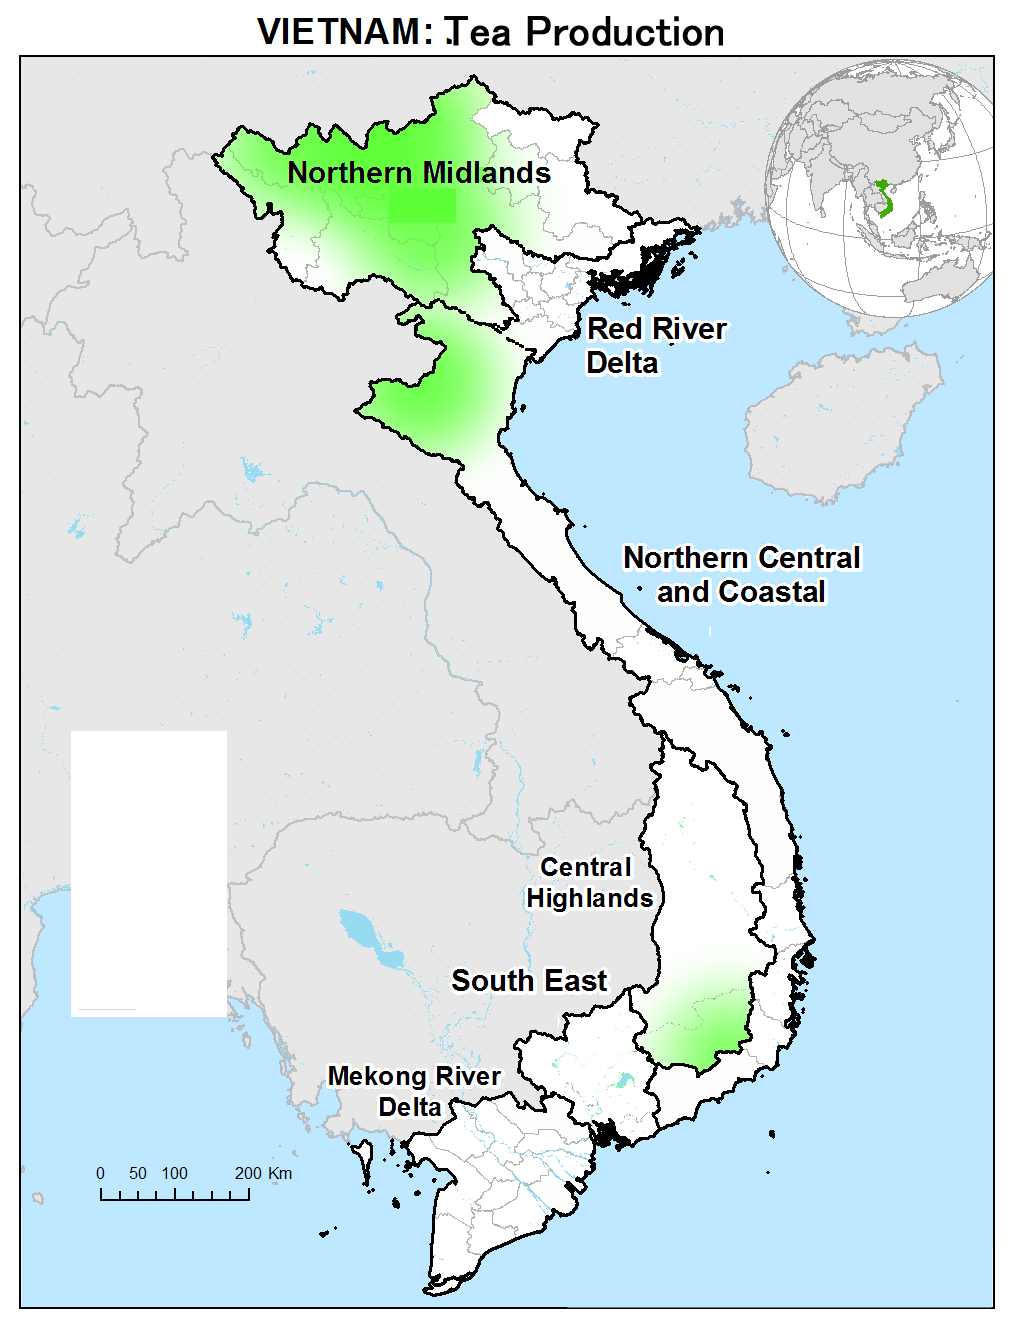 VIETNAM: .Tea Production
Northern Midlands
Red River
Delta
Northern Central
and Coastal
Central
Highlands
South East
Mekong River
Delta
0 50 100 200 Km